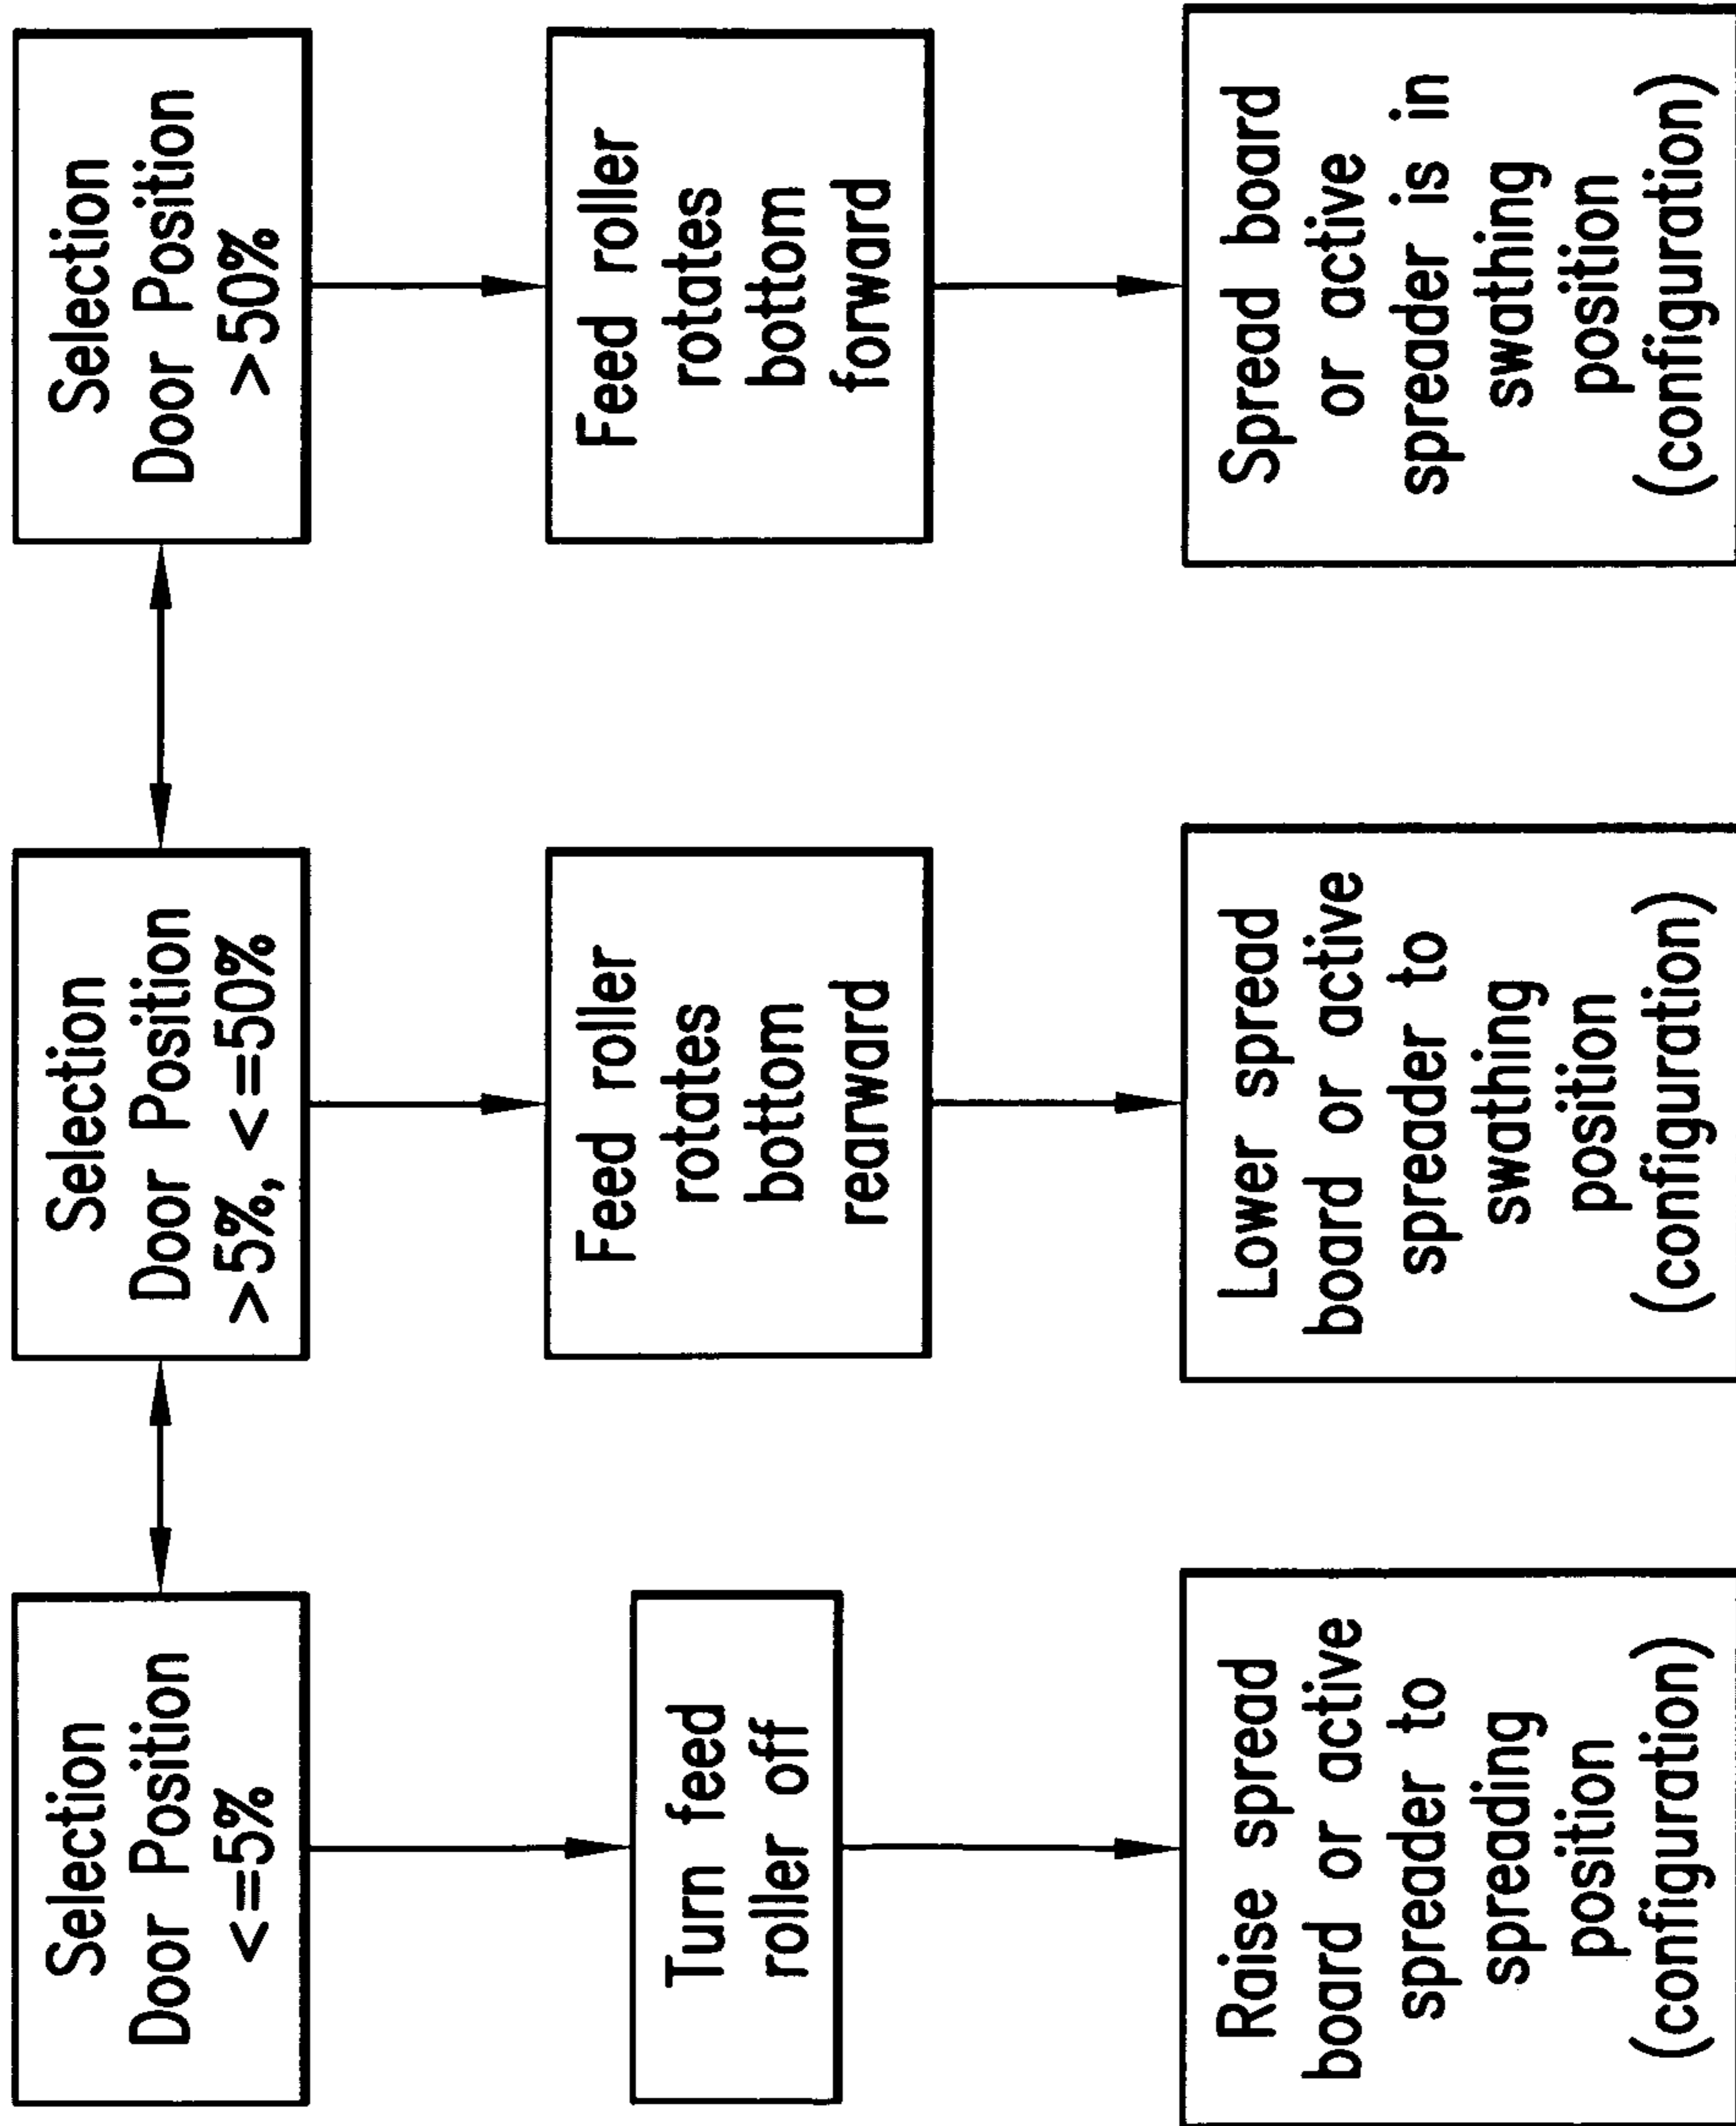 Selection
Door Position
<=5%
Selection
Door Position
>5%, <=50%
Selection
Door Position
>50%
Turn feed
roller off
Feed roller
rotates
bottom
rearward
Feed roller
rotates
bottom
forward
Raise spread
board or active
spreader to
spreading
position
(configuration)
Lower spread
board or active
spreader to
swathing
position
(configuration)
Spread board
or active
spreader is in
swathing
position
(configuration)